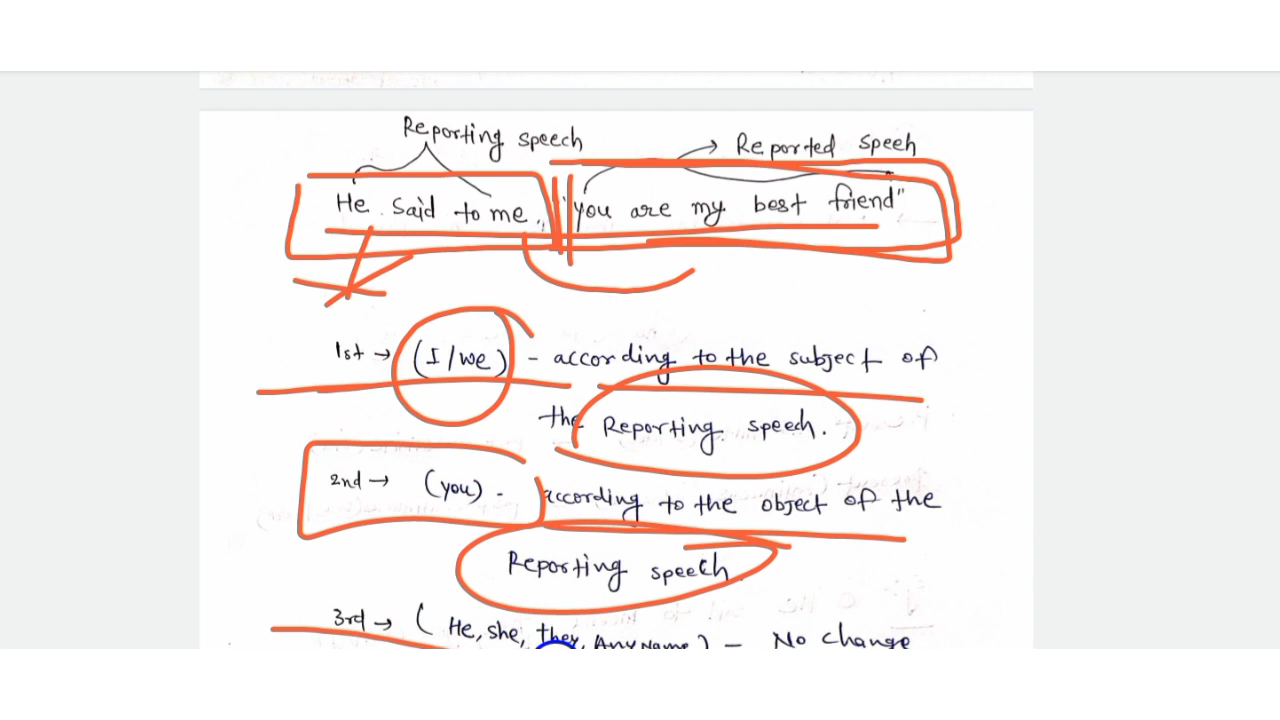 Reporting speech
→ Reported speeh
He said to me, "you are my best friend"
1st → (I/we) - according to the subject of
the Reporting speech.
2nd → (you) - according to the object of the
Reporting speech.
3rd → ( He, she, they, Any Name ) - No change